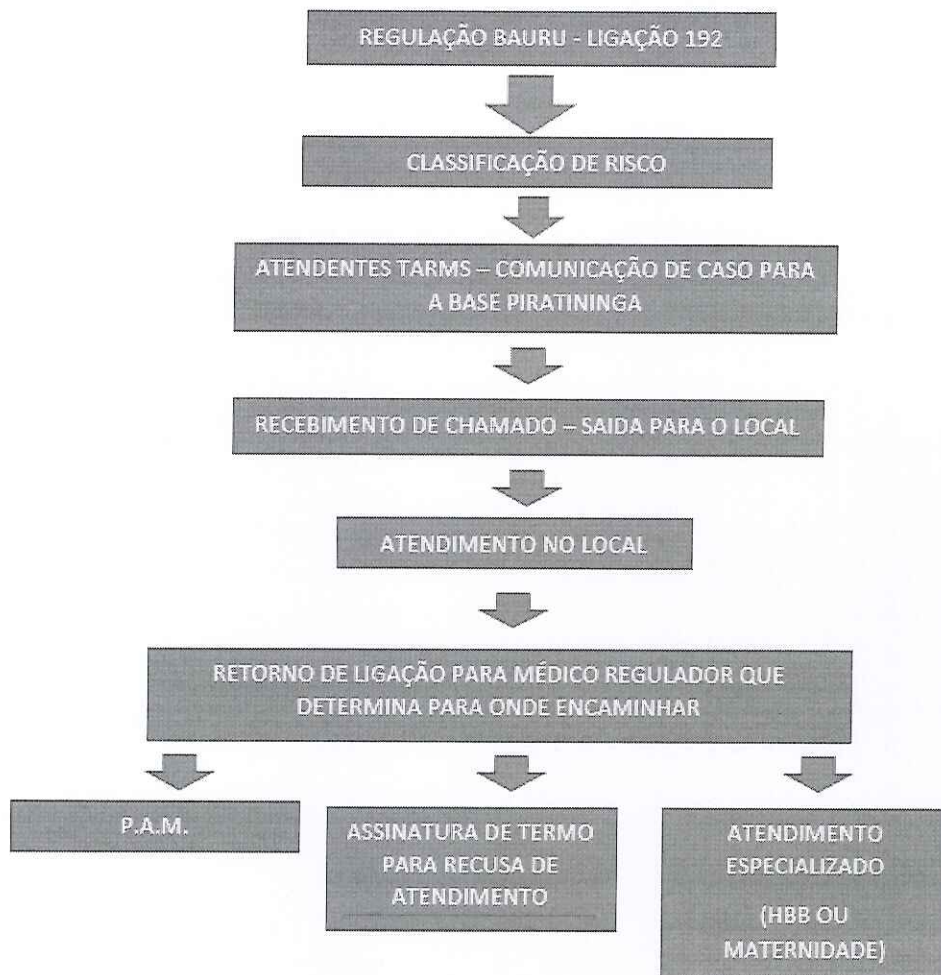 REGULAÇÃO BAURU - LIGAÇÃO 192
CLASSIFICAÇÃO DE RISCO
ATENDENTES TARMS – COMUNICAÇÃO DE CASO PARA
A BASE PIRATININGA
RECEBIMENTO DE CHAMADO – SAIDA PARA O LOCAL
ATENDIMENTO NO LOCAL
RETORNO DE LIGAÇÃO PARA MÉDICO REGULADOR QUE
DETERMINA PARA ONDE ENCAMINHAR
P.A.M.
ASSINATURA DE TERMO
PARA RECUSA DE
ATENDIMENTO
ATENDIMENTO
ESPECIALIZADO
(HBB OU
MATERNIDADE)